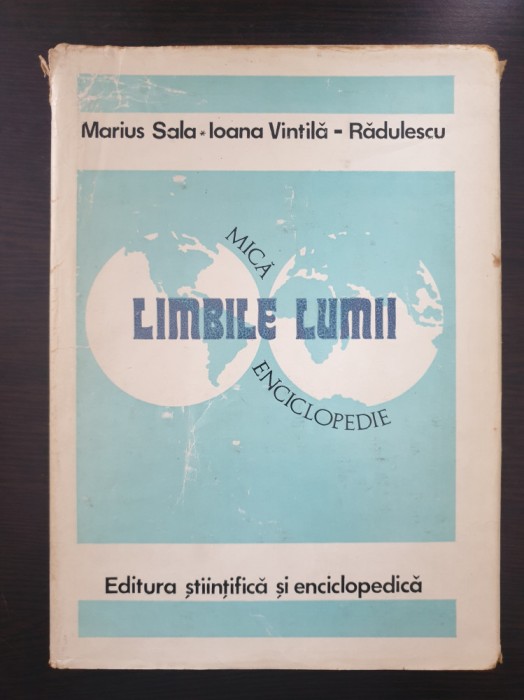 Marius Sala * Ioana Vintilă - Rădulescu
MICĂ
LIMBILE LUMII
ENCICLOPEDIE
Editura științifică și enciclopedică